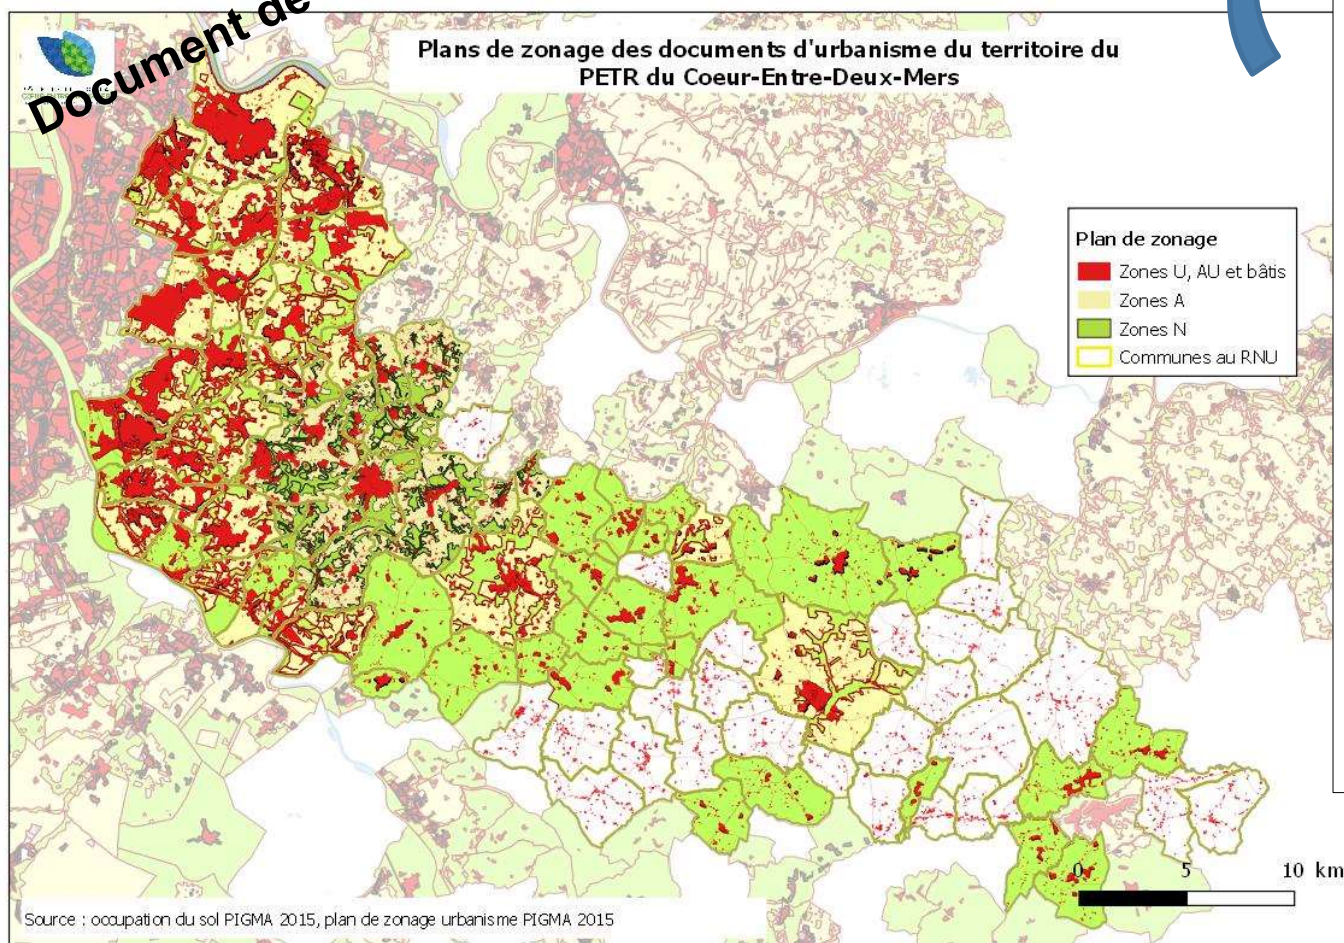 Document de
Plans de zonage des documents d'urbanisme du territoire du
PETR du Coeur-Entre-Deux-Mers
Plan de zonage
Zones U, AU et bâtis
Zones A
Zones N
Communes au RNU
0 5 10 km
Source : occupation du sol PIGMA 2015, plan de zonage urbanisme PIGMA 2015